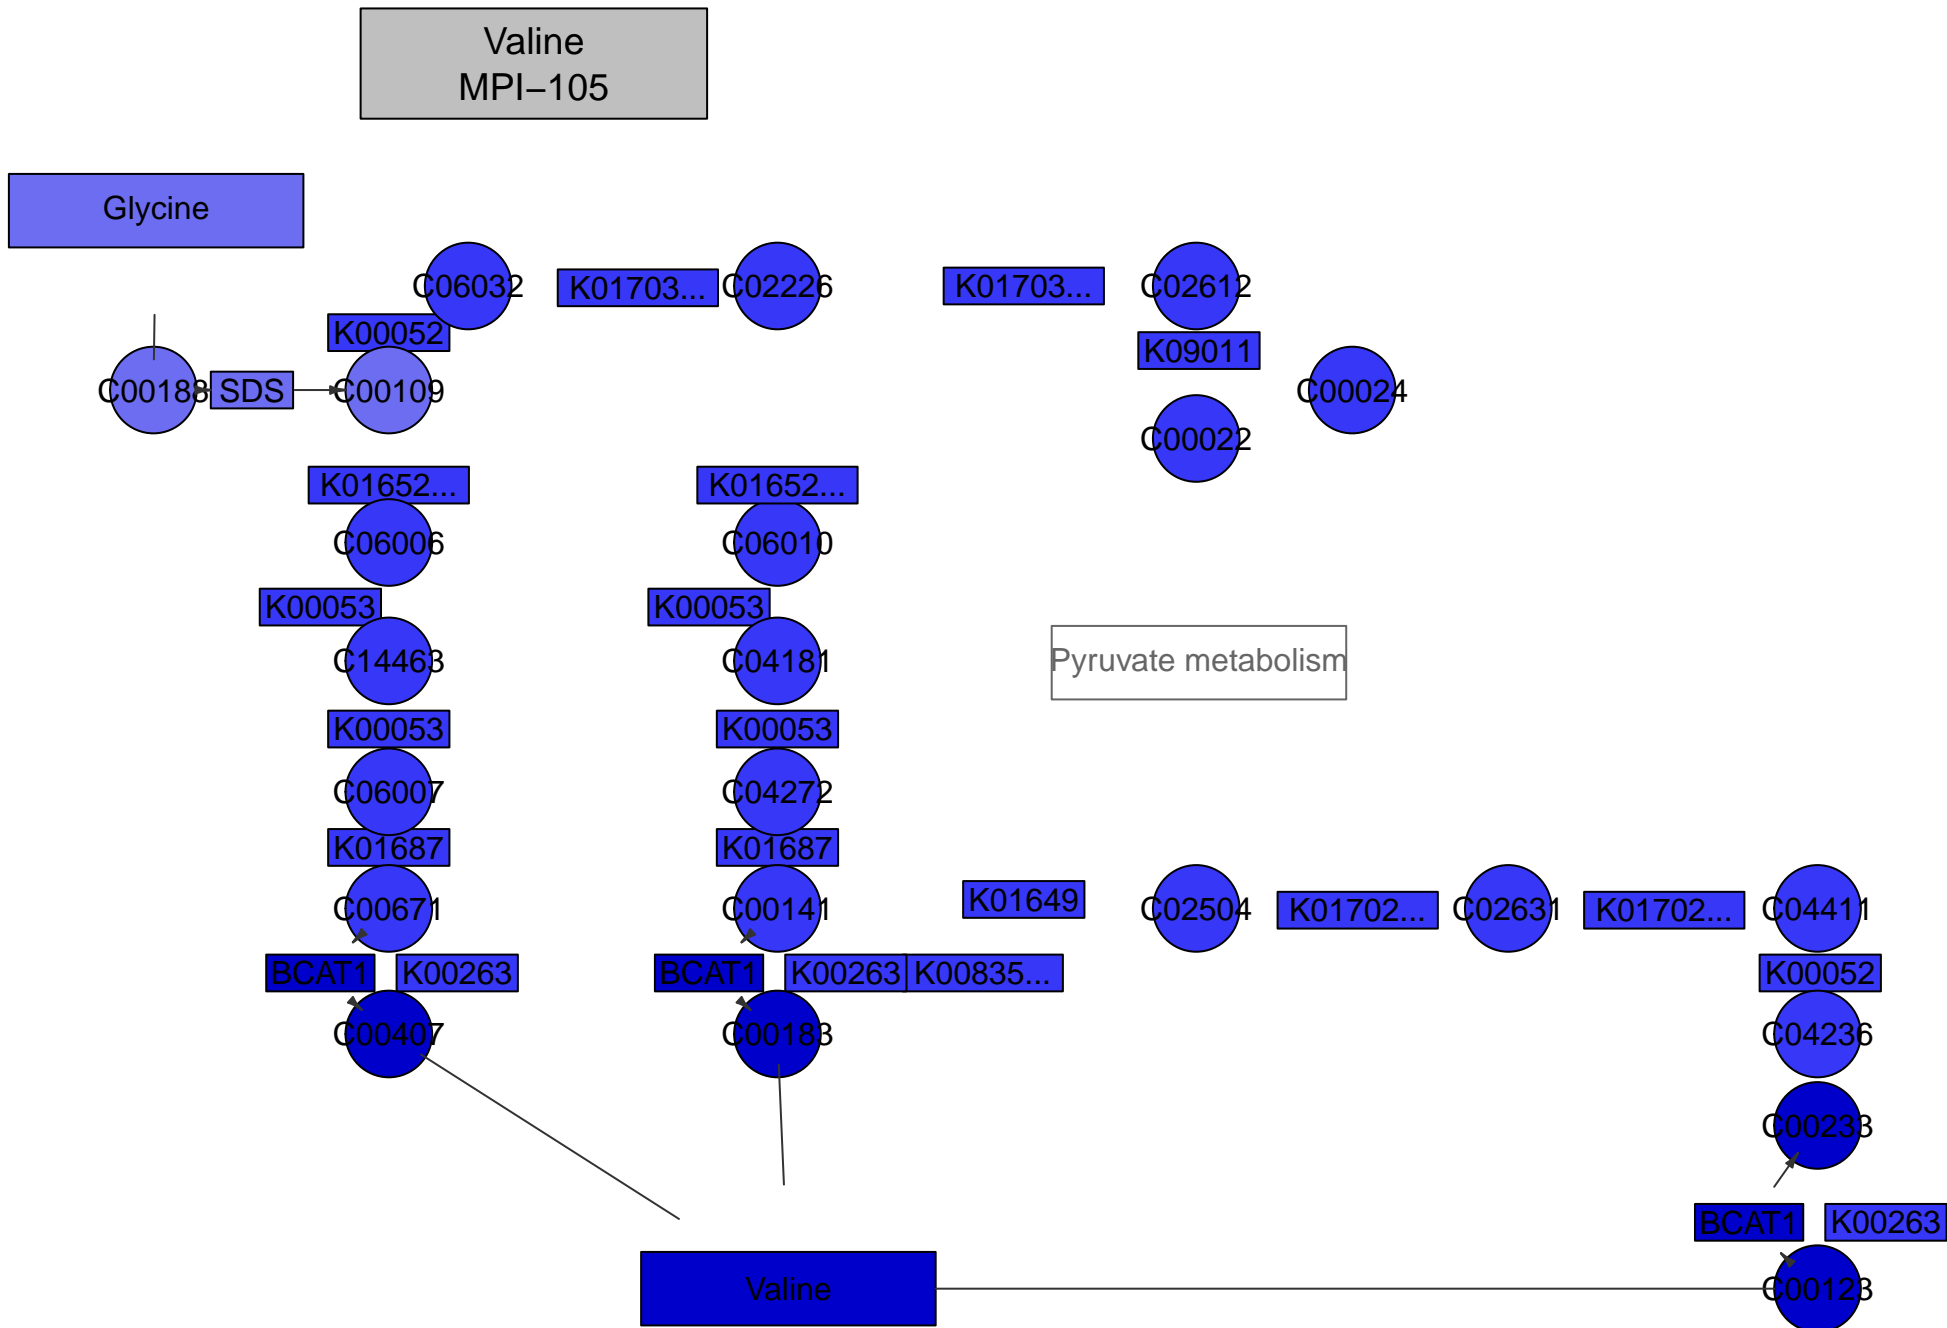 Valine
MPI−105
Glycine
C06032
K01703...
C02226
K01703...
C02612
K00052
K09011
C00188
SDS
C00109
C00024
C00022
K01652...
K01652...
C06006
C06010
K00053
K00053
C14463
C04181
Pyruvate metabolism
K00053
K00053
C06007
C04272
K01687
K01687
C00671
C00141
K01649
C02504
K01702...
C02631
K01702...
C04411
BCAT1
K00263
BCAT1
K00263
K00835...
K00052
C00407
C00183
C04236
C00233
BCAT1
K00263
Valine
C00123